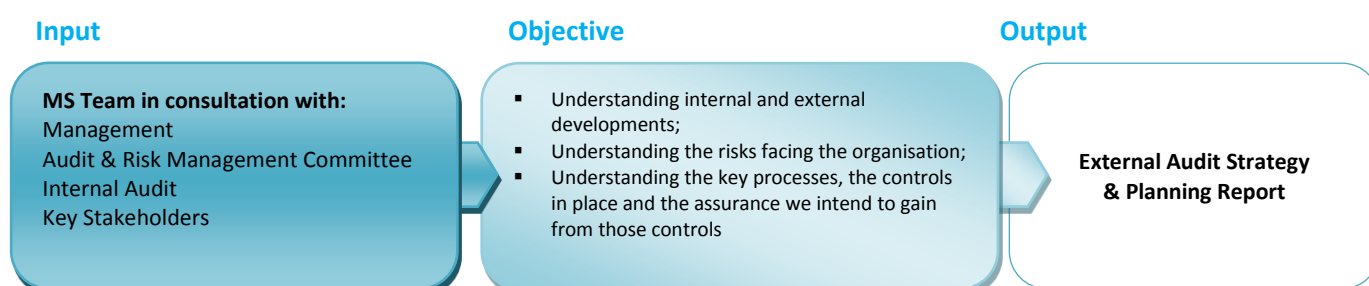 Input
Objective
Output
MS Team in consultation with:
Management
Audit & Risk Management Committee
Internal Audit
Key Stakeholders
▪ Understanding internal and external
developments;
▪ Understanding the risks facing the organisation;
▪ Understanding the key processes, the controls
in place and the assurance we intend to gain
from those controls
External Audit Strategy
& Planning Report